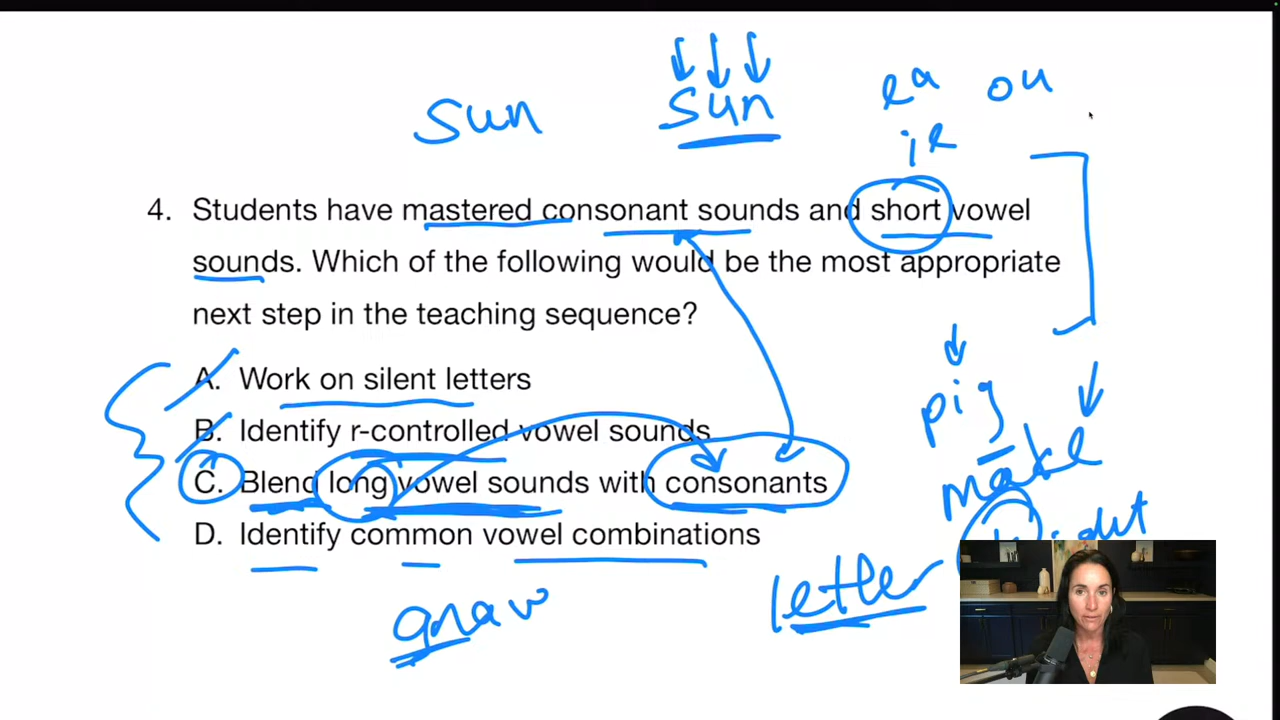 sun sun ea ou
ir
4. Students have mastered consonant sounds and short vowel
sounds. Which of the following would be the most appropriate
next step in the teaching sequence?
A. Work on silent letters
B. Identify r-controlled vowel sounds
C. Blend long vowel sounds with consonants
D. Identify common vowel combinations
pig
make
letter
gnaw